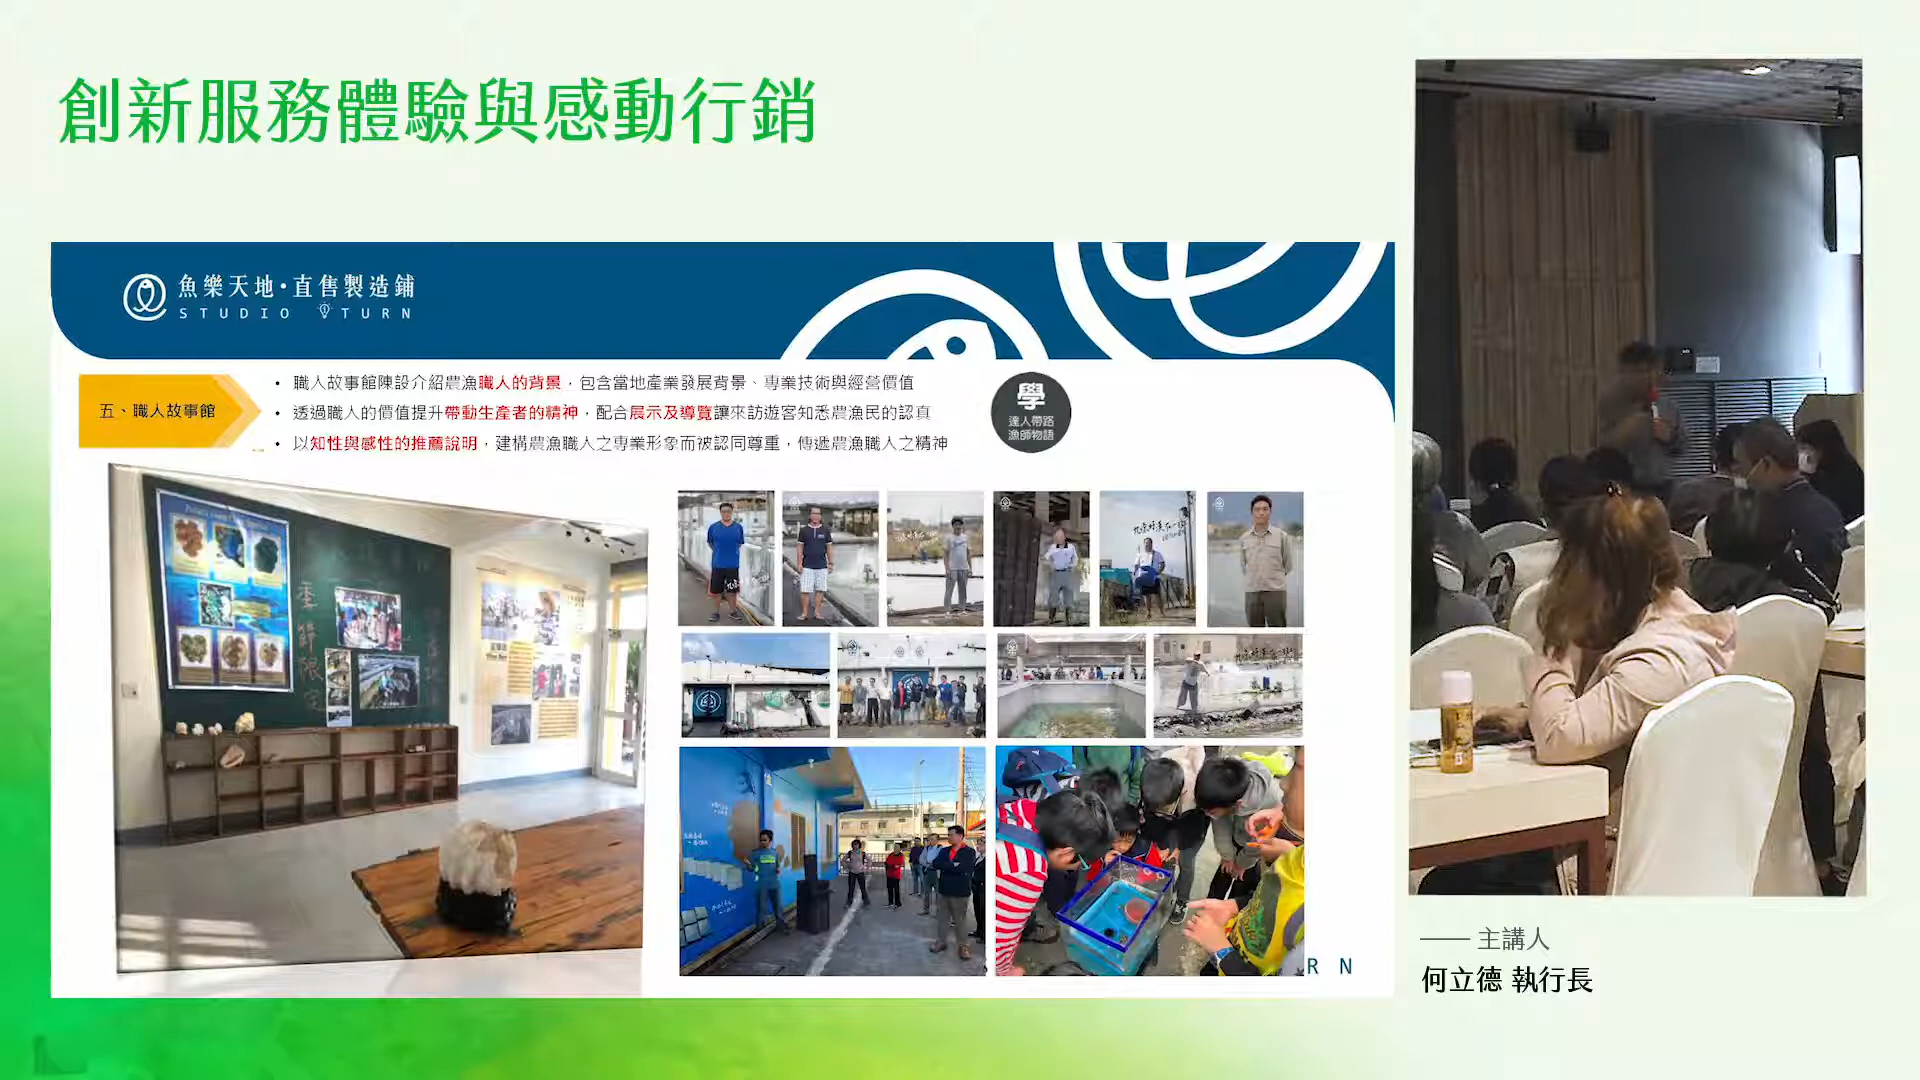 創新服務體驗與感動行銷
魚樂天地・直售製造鋪
STUDIO TURN
五、職人故事館
• 職人故事館陳設介紹農漁職人的背景，包含當地產業發展背景、專業技術與經營價值
• 透過職人的價值提升帶動生產者的精神，配合展示及導覽讓來訪遊客知悉農漁民的認真
• 以知性與感性的推薦說明，建構農漁職人之專業形象而被認同尊重，傳遞農漁職人之精神
學
達人帶路
漁師物語
季節限定
R N
主講人
何立德 執行長